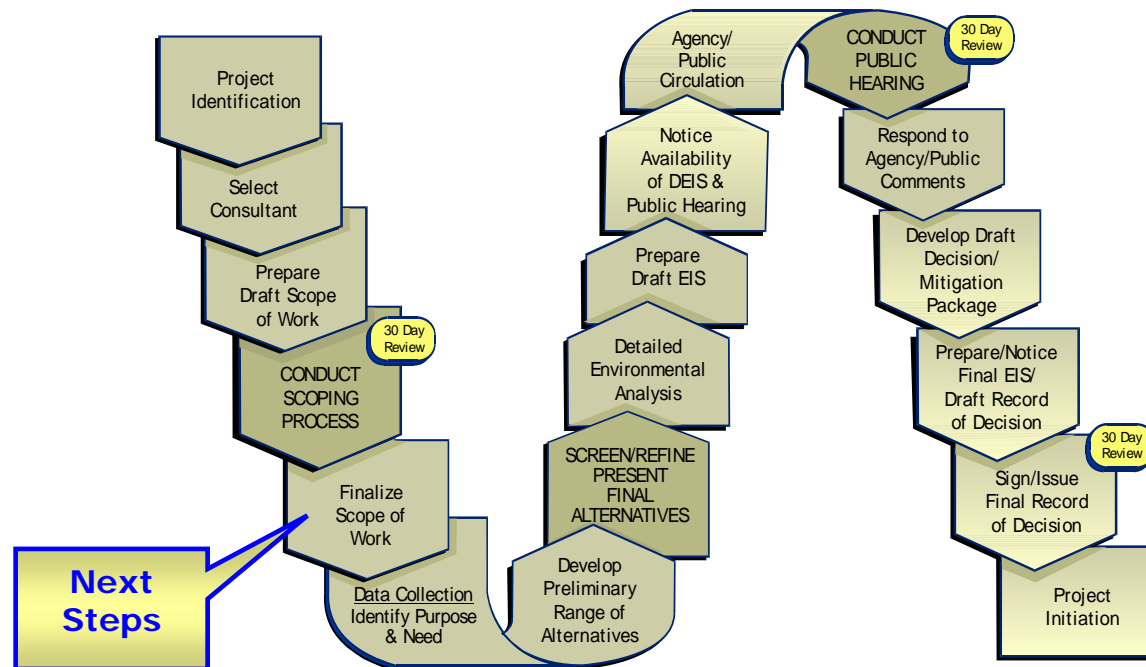 Project
Identification
Select
Consultant
Prepare
Draft Scope
of Work
30 Day
Review
CONDUCT
SCOPING
PROCESS
Finalize
Scope of
Work
Next
Steps
Data Collection
Identify Purpose
& Need
Develop
Preliminary
Range of
Alternatives
SCREEN/REFINE
PRESENT
FINAL
ALTERNATIVES
Detailed
Environmental
Analysis
Prepare
Draft EIS
Notice
Availability
of DEIS &
Public Hearing
Agency/
Public
Circulation
CONDUCT
PUBLIC
HEARING
30 Day
Review
Respond to
Agency/Public
Comments
Develop Draft
Decision/
Mitigation
Package
Prepare/Notice
Final EIS/
Draft Record
of Decision
30 Day
Review
Sign/Issue
Final Record
of Decision
Project
Initiation